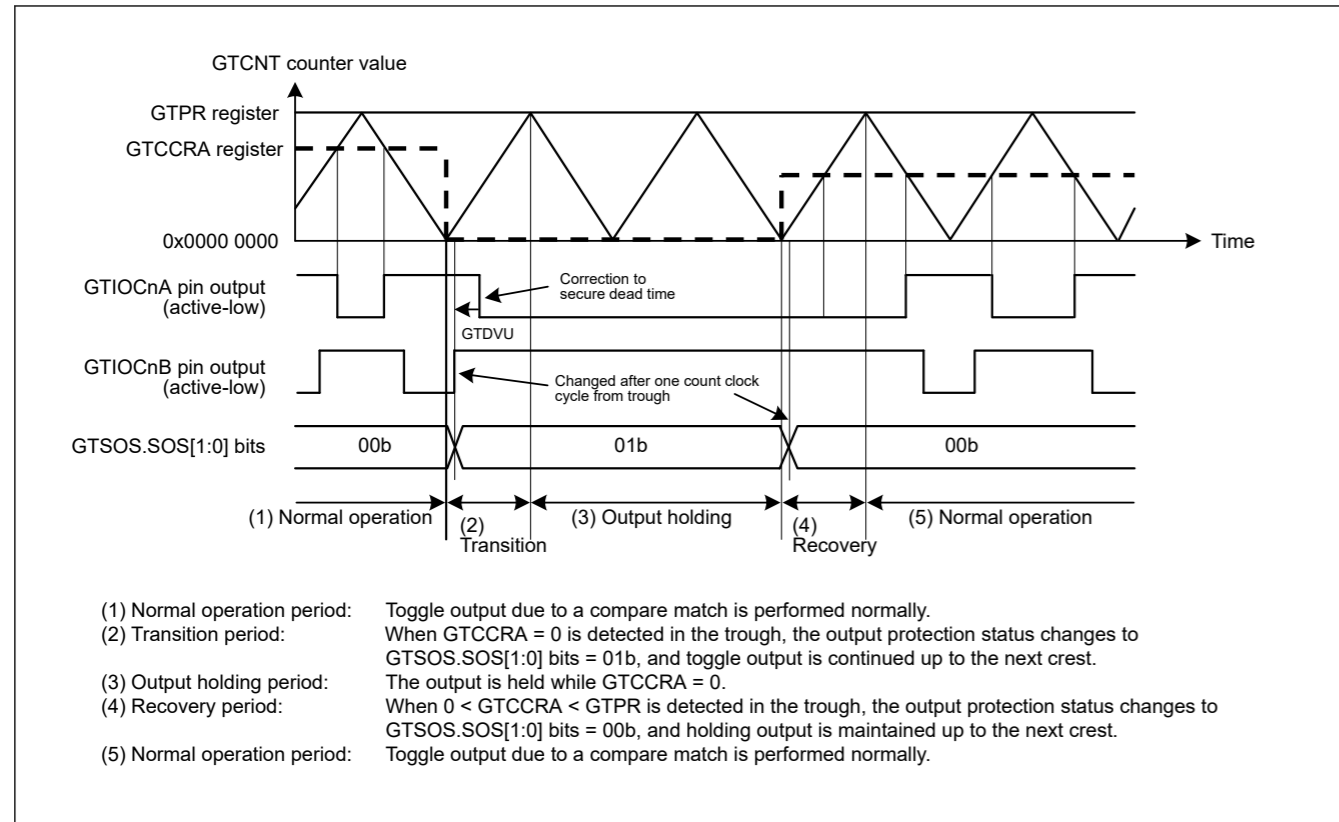 GTCNT counter value
GTPR register
GTCCRA register
0x0000 0000
Time
GTIOCnA pin output
(active-low)
Correction to
secure dead time
GTDVU
GTIOCnB pin output
(active-low)
Changed after one count clock
cycle from trough
GTSOS.SOS[1:0] bits
00b
01b
00b
(1) Normal operation
(2)
Transition
(3) Output holding
(4)
Recovery
(5) Normal operation
(1) Normal operation period: Toggle output due to a compare match is performed normally.
(2) Transition period: When GTCCRA = 0 is detected in the trough, the output protection status changes to
GTSOS.SOS[1:0] bits = 01b, and toggle output is continued up to the next crest.
(3) Output holding period: The output is held while GTCCRA = 0.
(4) Recovery period: When 0 < GTCCRA < GTPR is detected in the trough, the output protection status changes to
GTSOS.SOS[1:0] bits = 00b, and holding output is maintained up to the next crest.
(5) Normal operation period: Toggle output due to a compare match is performed normally.